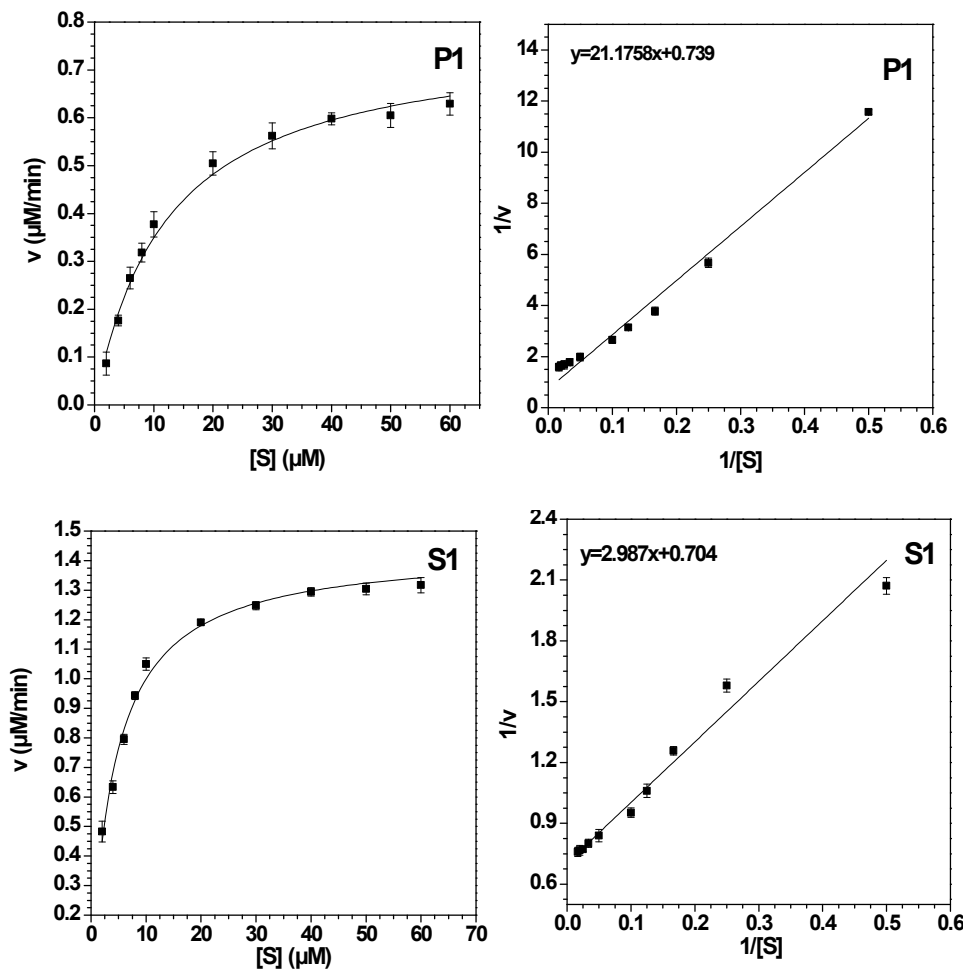 P1
0.8
0.7
0.6
0.5
0.4
0.3
0.2
0.1
0.0
v (µM/min)
0 10 20 30 40 50 60
[S] (µM)
y=21.1758x+0.739
P1
14
12
10
8
6
4
2
0
1/v
0.0 0.1 0.2 0.3 0.4 0.5 0.6
1/[S]
S1
1.5
1.4
1.3
1.2
1.1
1.0
0.9
0.8
0.7
0.6
0.5
0.4
0.3
0.2
v (µM/min)
0 10 20 30 40 50 60 70
[S] (µM)
y=2.987x+0.704
S1
2.4
2.1
1.8
1.5
1.2
0.9
0.6
1/v
0.0 0.1 0.2 0.3 0.4 0.5 0.6
1/[S]